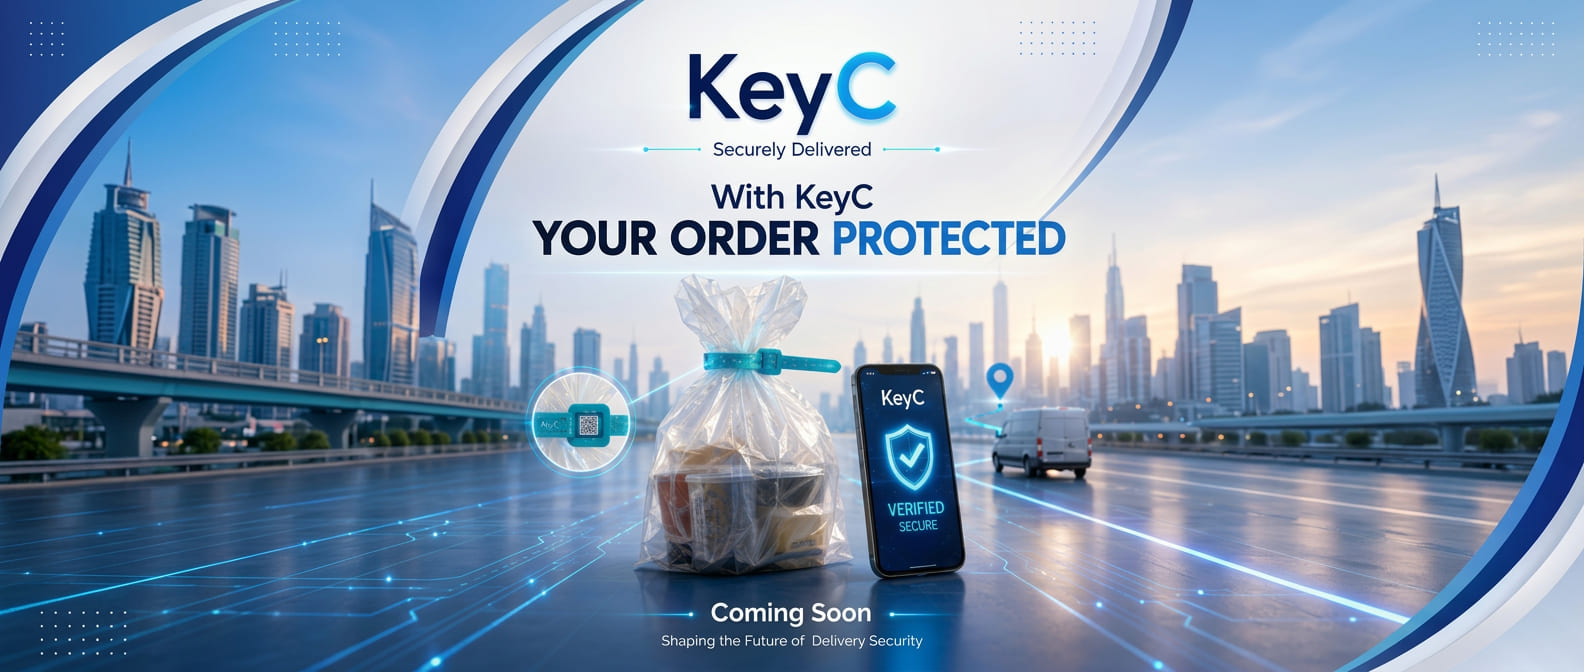 KeyC
Securely Delivered
With KeyC
YOUR ORDER PROTECTED
KeyC
VERIFIED
SECURE
Coming Soon
Shaping the Future of Delivery Security